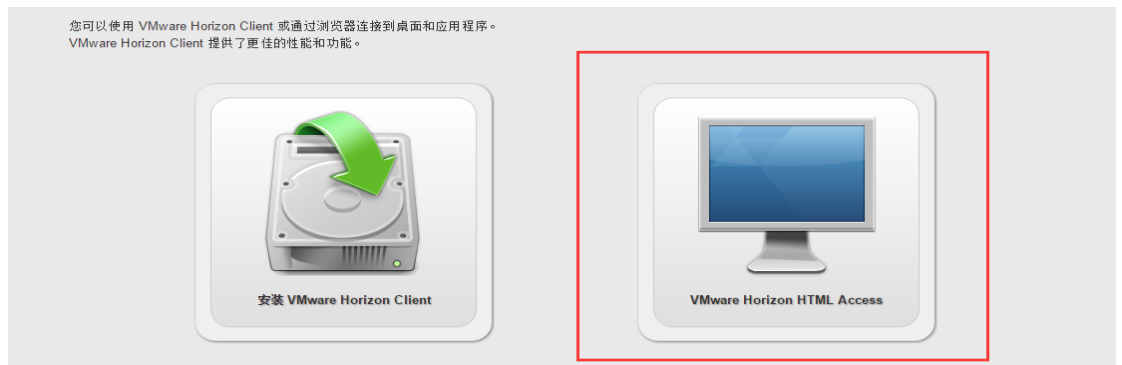 您可以使用 VMware Horizon Client 或通过浏览器连接到桌面和应用程序。
VMware Horizon Client 提供了更佳的性能和功能。
安装 VMware Horizon Client
VMware Horizon HTML Access